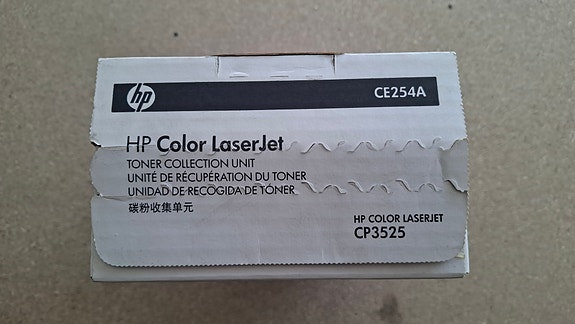 hp
CE254A
HP Color LaserJet
TONER COLLECTION UNIT
UNITÉ DE RÉCUPÉRATION DU TONER
UNIDAD DE RECOGIDA DE TÓNER
碳粉收集单元
HP COLOR LASERJET
CP3525